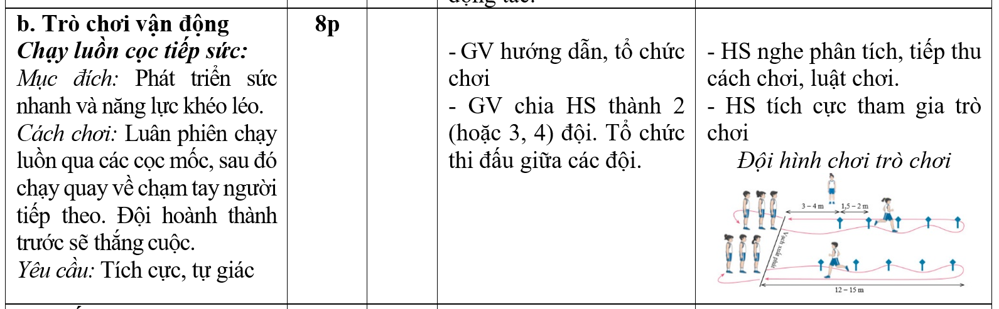 động tác.
b. Trò chơi vận động
Chạy luồn cọc tiếp sức:
Mục đích: Phát triển sức
nhanh và năng lực khéo léo.
Cách chơi: Luân phiên chạy
luồn qua các cọc mốc, sau đó
chạy quay về chạm tay người
tiếp theo. Đội hoành thành
trước sẽ thắng cuộc.
Yêu cầu: Tích cực, tự giác
8p
- GV hướng dẫn, tổ chức
chơi
- GV chia HS thành 2
(hoặc 3, 4) đội. Tổ chức
thi đấu giữa các đội.
- HS nghe phân tích, tiếp thu
cách chơi, luật chơi.
- HS tích cực tham gia trò
chơi
Đội hình chơi trò chơi
3 – 4 m
1,5 – 2 m
Vạch xuất phát
12 – 15 m